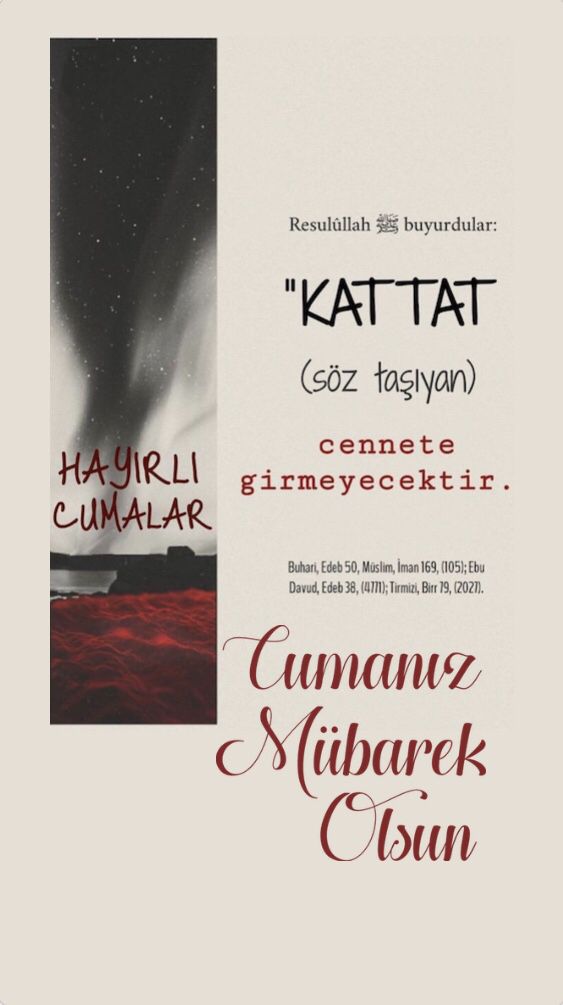 HAYIRLI
CUMALAR
Resulûllah ﷺ buyurdular:
"KATTAT
(söz taşıyan)
cennete
girmeyecektir.
Buhari, Edeb 50, Müslim, İman 169, (105); Ebu
Davud, Edeb 38, (4771); Tirmizi, Birr 79, (2027).
Cumanız
Mübarek
Olsun